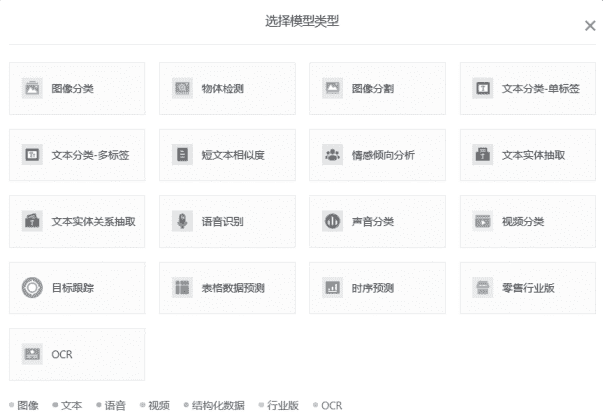 选择模型类型
图像分类 物体检测 图像分割 文本分类-单标签
文本分类-多标签 短文本相似度 情感倾向分析 文本实体抽取
文本实体关系抽取 语音识别 声音分类 视频分类
目标跟踪 表格数据预测 时序预测 零售行业版
OCR
图像 文本 语音 视频 结构化数据 行业版 OCR